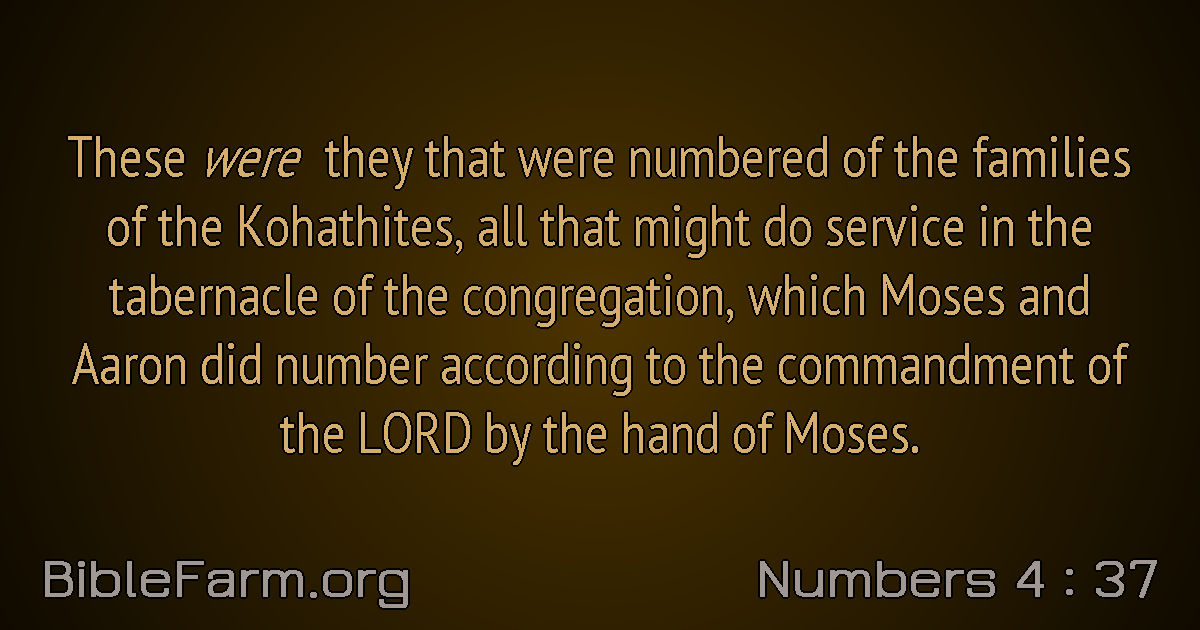 These were they that were numbered of the families
of the Kohathites, all that might do service in the
tabernacle of the congregation, which Moses and
Aaron did number according to the commandment of
the LORD by the hand of Moses.
BibleFarm.org
Numbers 4 : 37